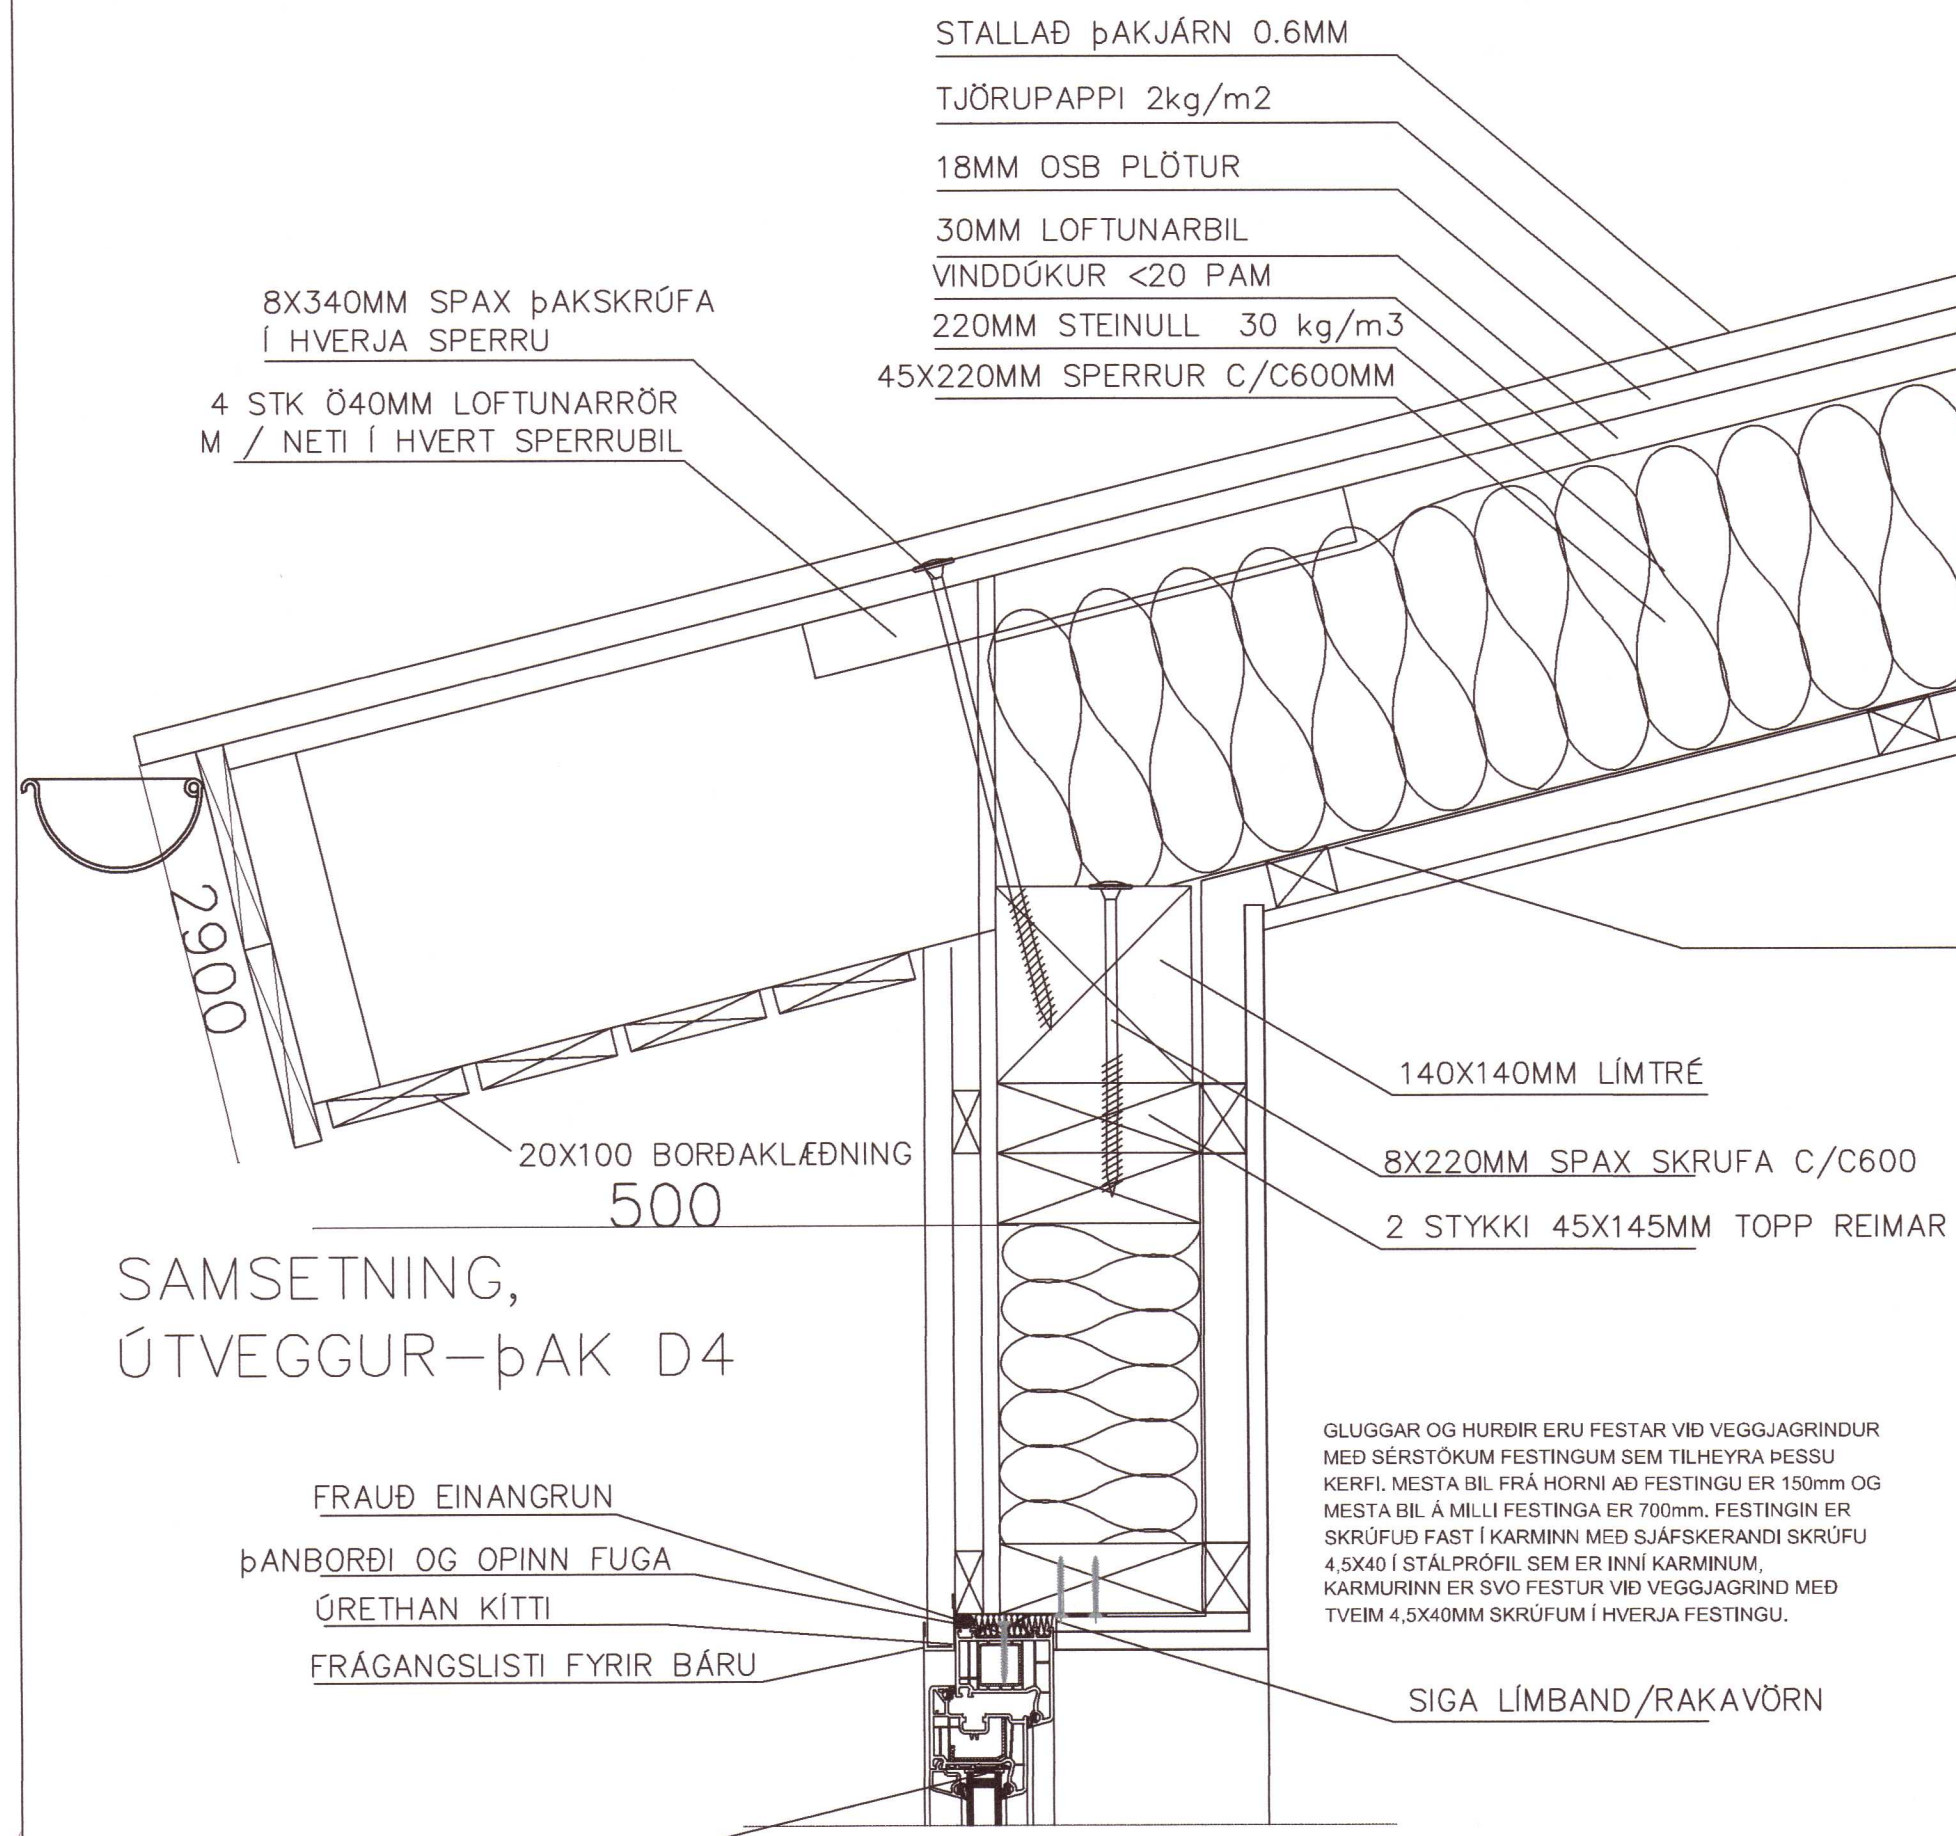 STALLAÐ ÞAKJÁRN 0.6MM
TJÖRUPAPPI 2kg/m2
18MM OSB PLÖTUR
30MM LOFTUNARBIL
VINDDÚKUR <20 PAM
220MM STEINULL 30 kg/m3
45X220MM SPERRUR C/C600MM
8X340MM SPAX ÞAKSKRÚFA
Í HVERJA SPERRU
4 STK Ö40MM LOFTUNARRÖR
M / NETI Í HVERT SPERRUBIL
2900
140X140MM LÍMTRÉ
20X100 BORÐAKLÆÐNING
8X220MM SPAX SKRUFA C/C600
500
2 STYKKI 45X145MM TOPP REIMAR
SAMSETNING,
ÚTVEGGUR-ÞAK D4
GLUGGAR OG HURÐIR ERU FESTAR VIÐ VEGGJAGRINDUR
MEÐ SÉRSTÖKUM FESTINGUM SEM TILHEYRA ÞESSU
KERFI. MESTA BIL FRÁ HORNI AÐ FESTINGU ER 150mm OG
MESTA BIL Á MILLI FESTINGA ER 700mm. FESTINGIN ER
SKRÚFUÐ FAST Í KARMINN MEÐ SJÁFSKERANDI SKRÚFU
4,5X40 Í STÁLPRÓFIL SEM ER INNÍ KARMINUM,
KARMURINN ER SVO FESTUR VIÐ VEGGJAGRIND MEÐ
TVEIM 4,5X40MM SKRÚFUM Í HVERJA FESTINGU.
FRAUÐ EINANGRUN
ÞANBORÐI OG OPINN FUGA
ÚRETHAN KÍTTI
FRÁGANGSLISTI FYRIR BÁRU
SIGA LÍMBAND/RAKAVÖRN